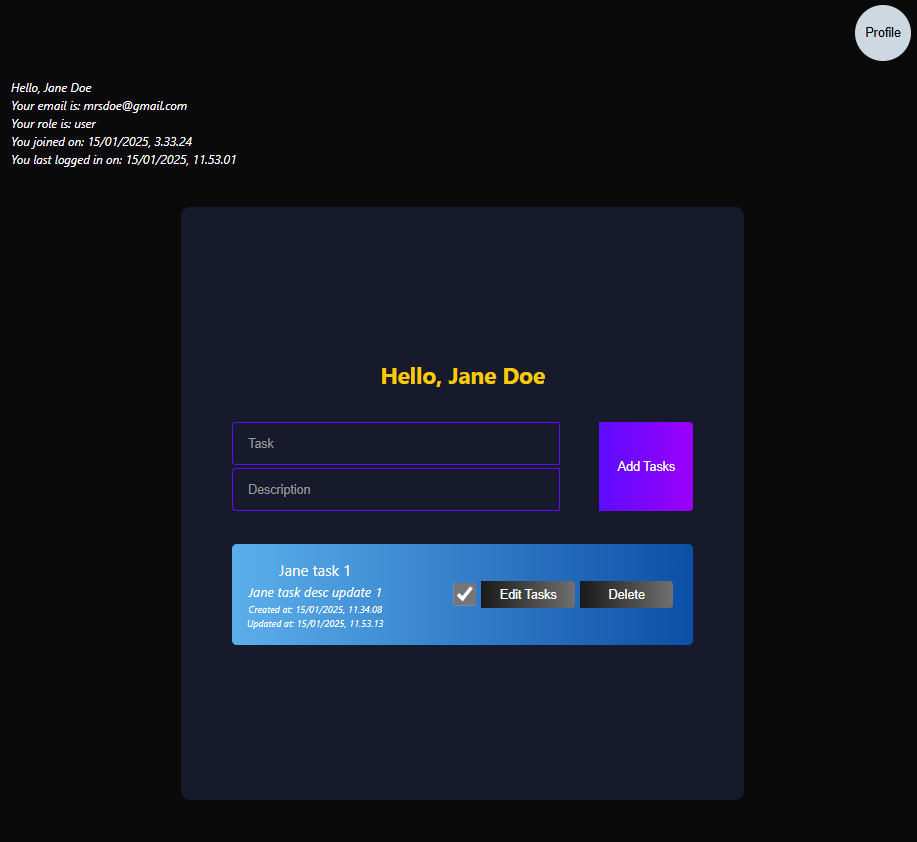 Profile
Hello, Jane Doe
Your email is: mrsdoe@gmail.com
Your role is: user
You joined on: 15/01/2025, 3.33.24
You last logged in on: 15/01/2025, 11.53.01
Hello, Jane Doe
Task
Description
Add Tasks
Jane task 1
Jane task desc update 1
Created at: 15/01/2025, 11.34.08
Updated at: 15/01/2025, 11.53.13
Edit Tasks
Delete